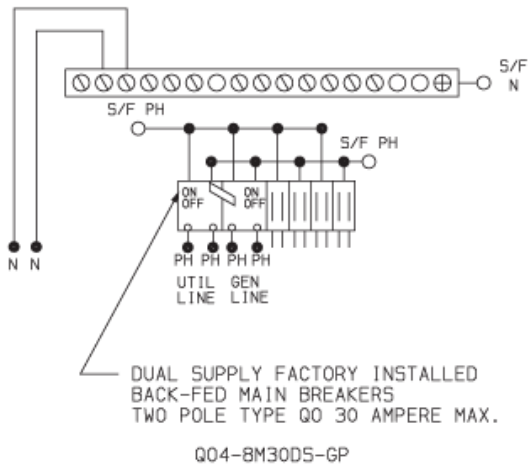 S/F
N
S/F PH
S/F PH
ON
OFF
ON
OFF
N N
PH PH PH PH
UTIL GEN
LINE LINE
DUAL SUPPLY FACTORY INSTALLED
BACK-FED MAIN BREAKERS
TWO POLE TYPE QO 30 AMPERE MAX.
QO4-8M30DS-GP